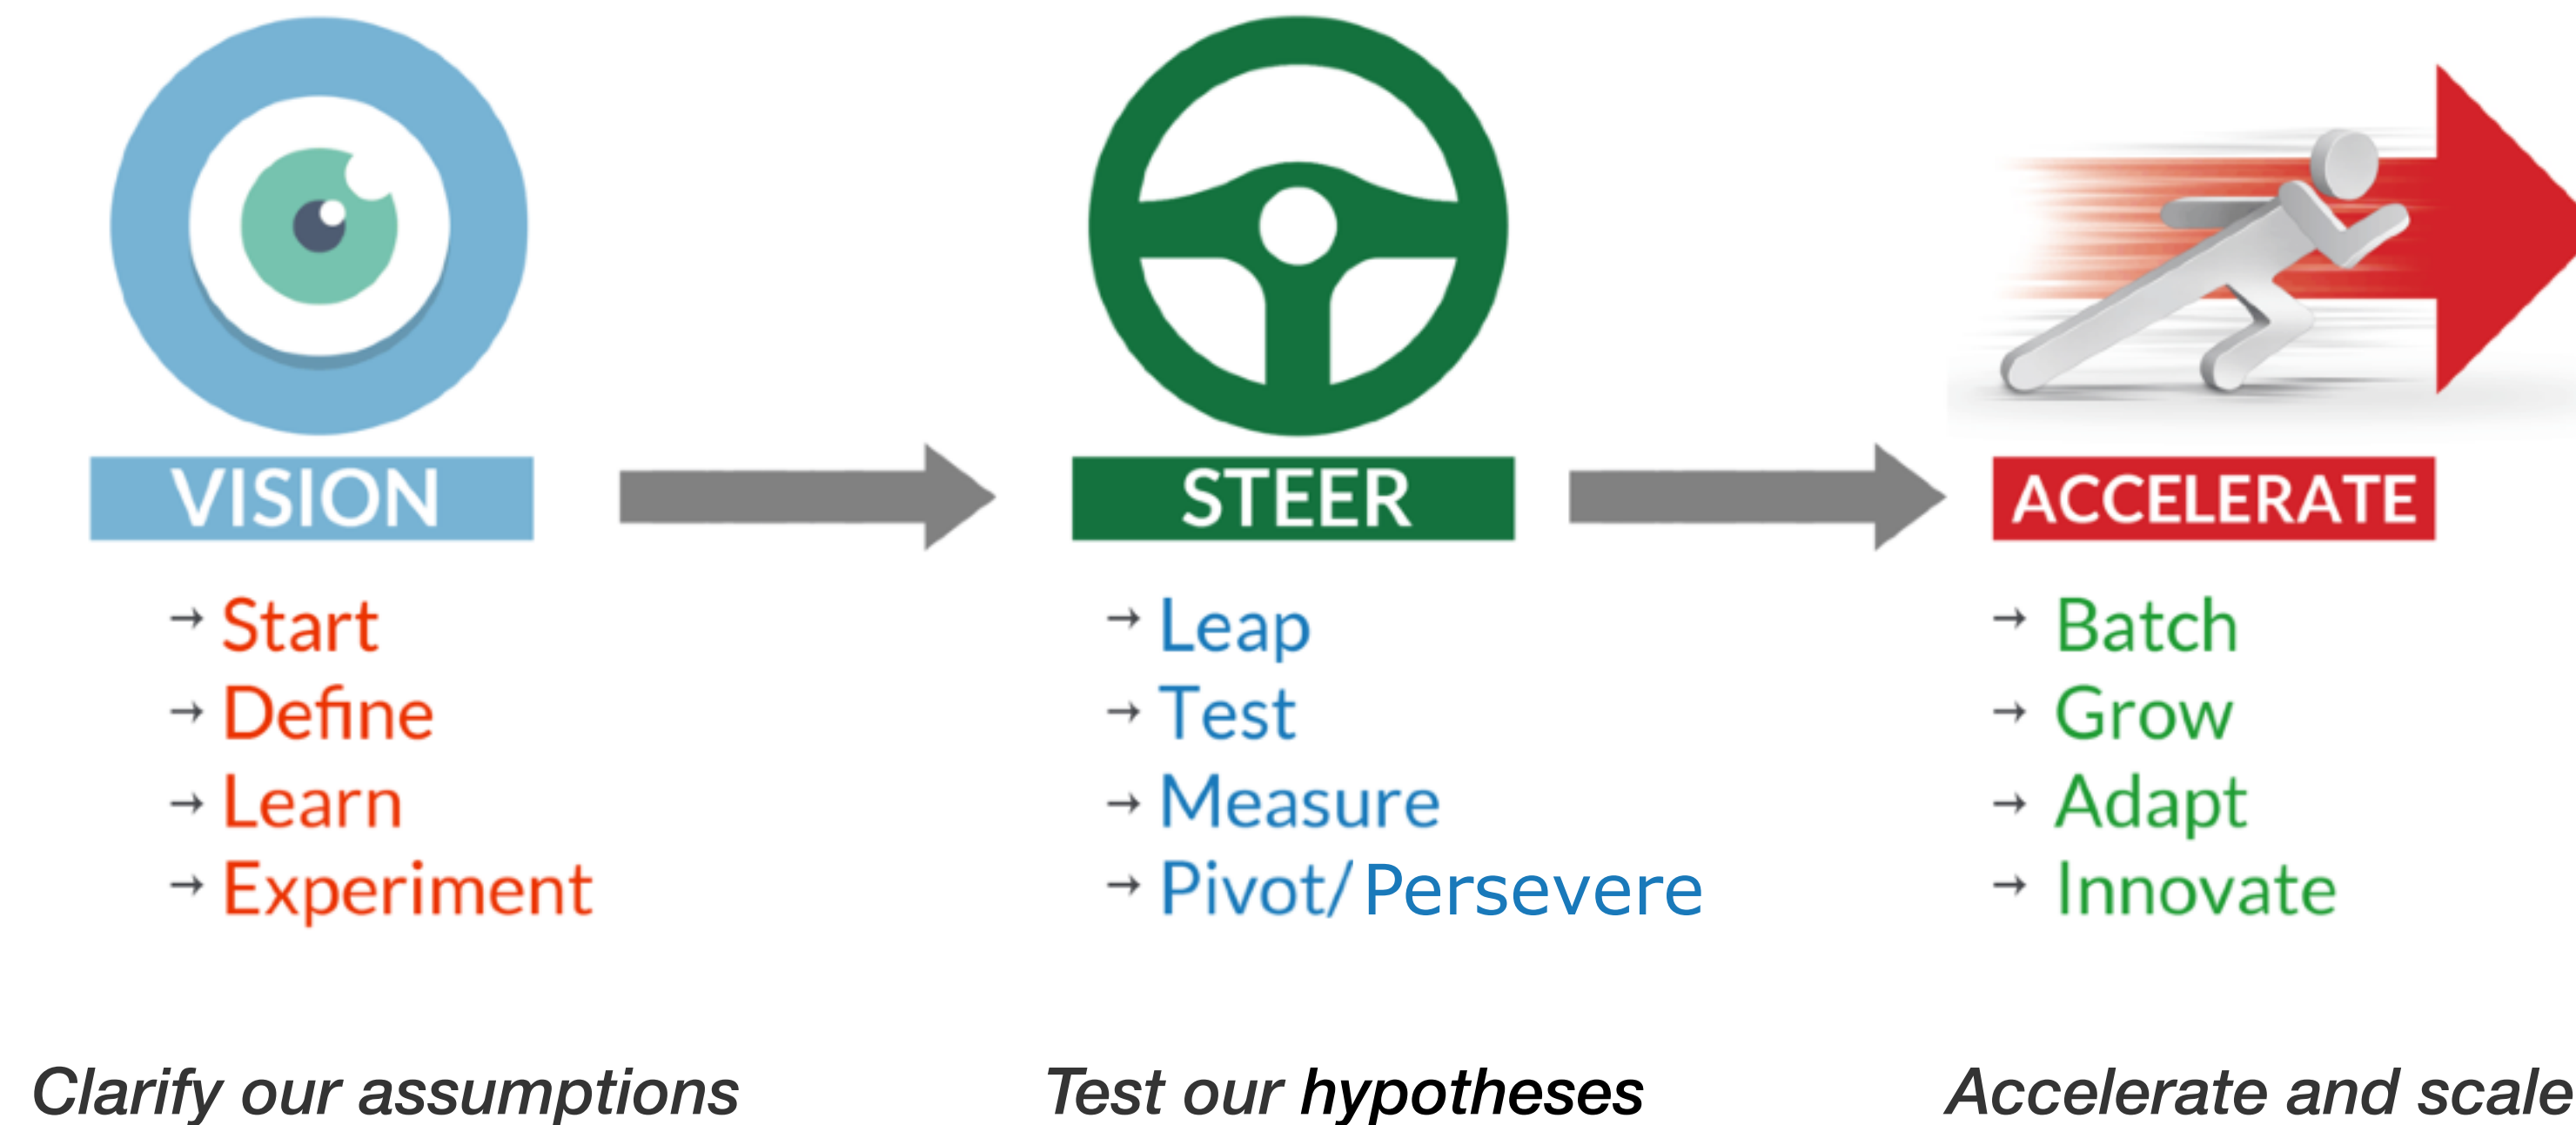 VISION
→ Start
→ Define
→ Learn
→ Experiment
Clarify our assumptions
STEER
→ Leap
→ Test
→ Measure
→ Pivot/Persevere
Test our hypotheses
ACCELERATE
→ Batch
→ Grow
→ Adapt
→ Innovate
Accelerate and scale